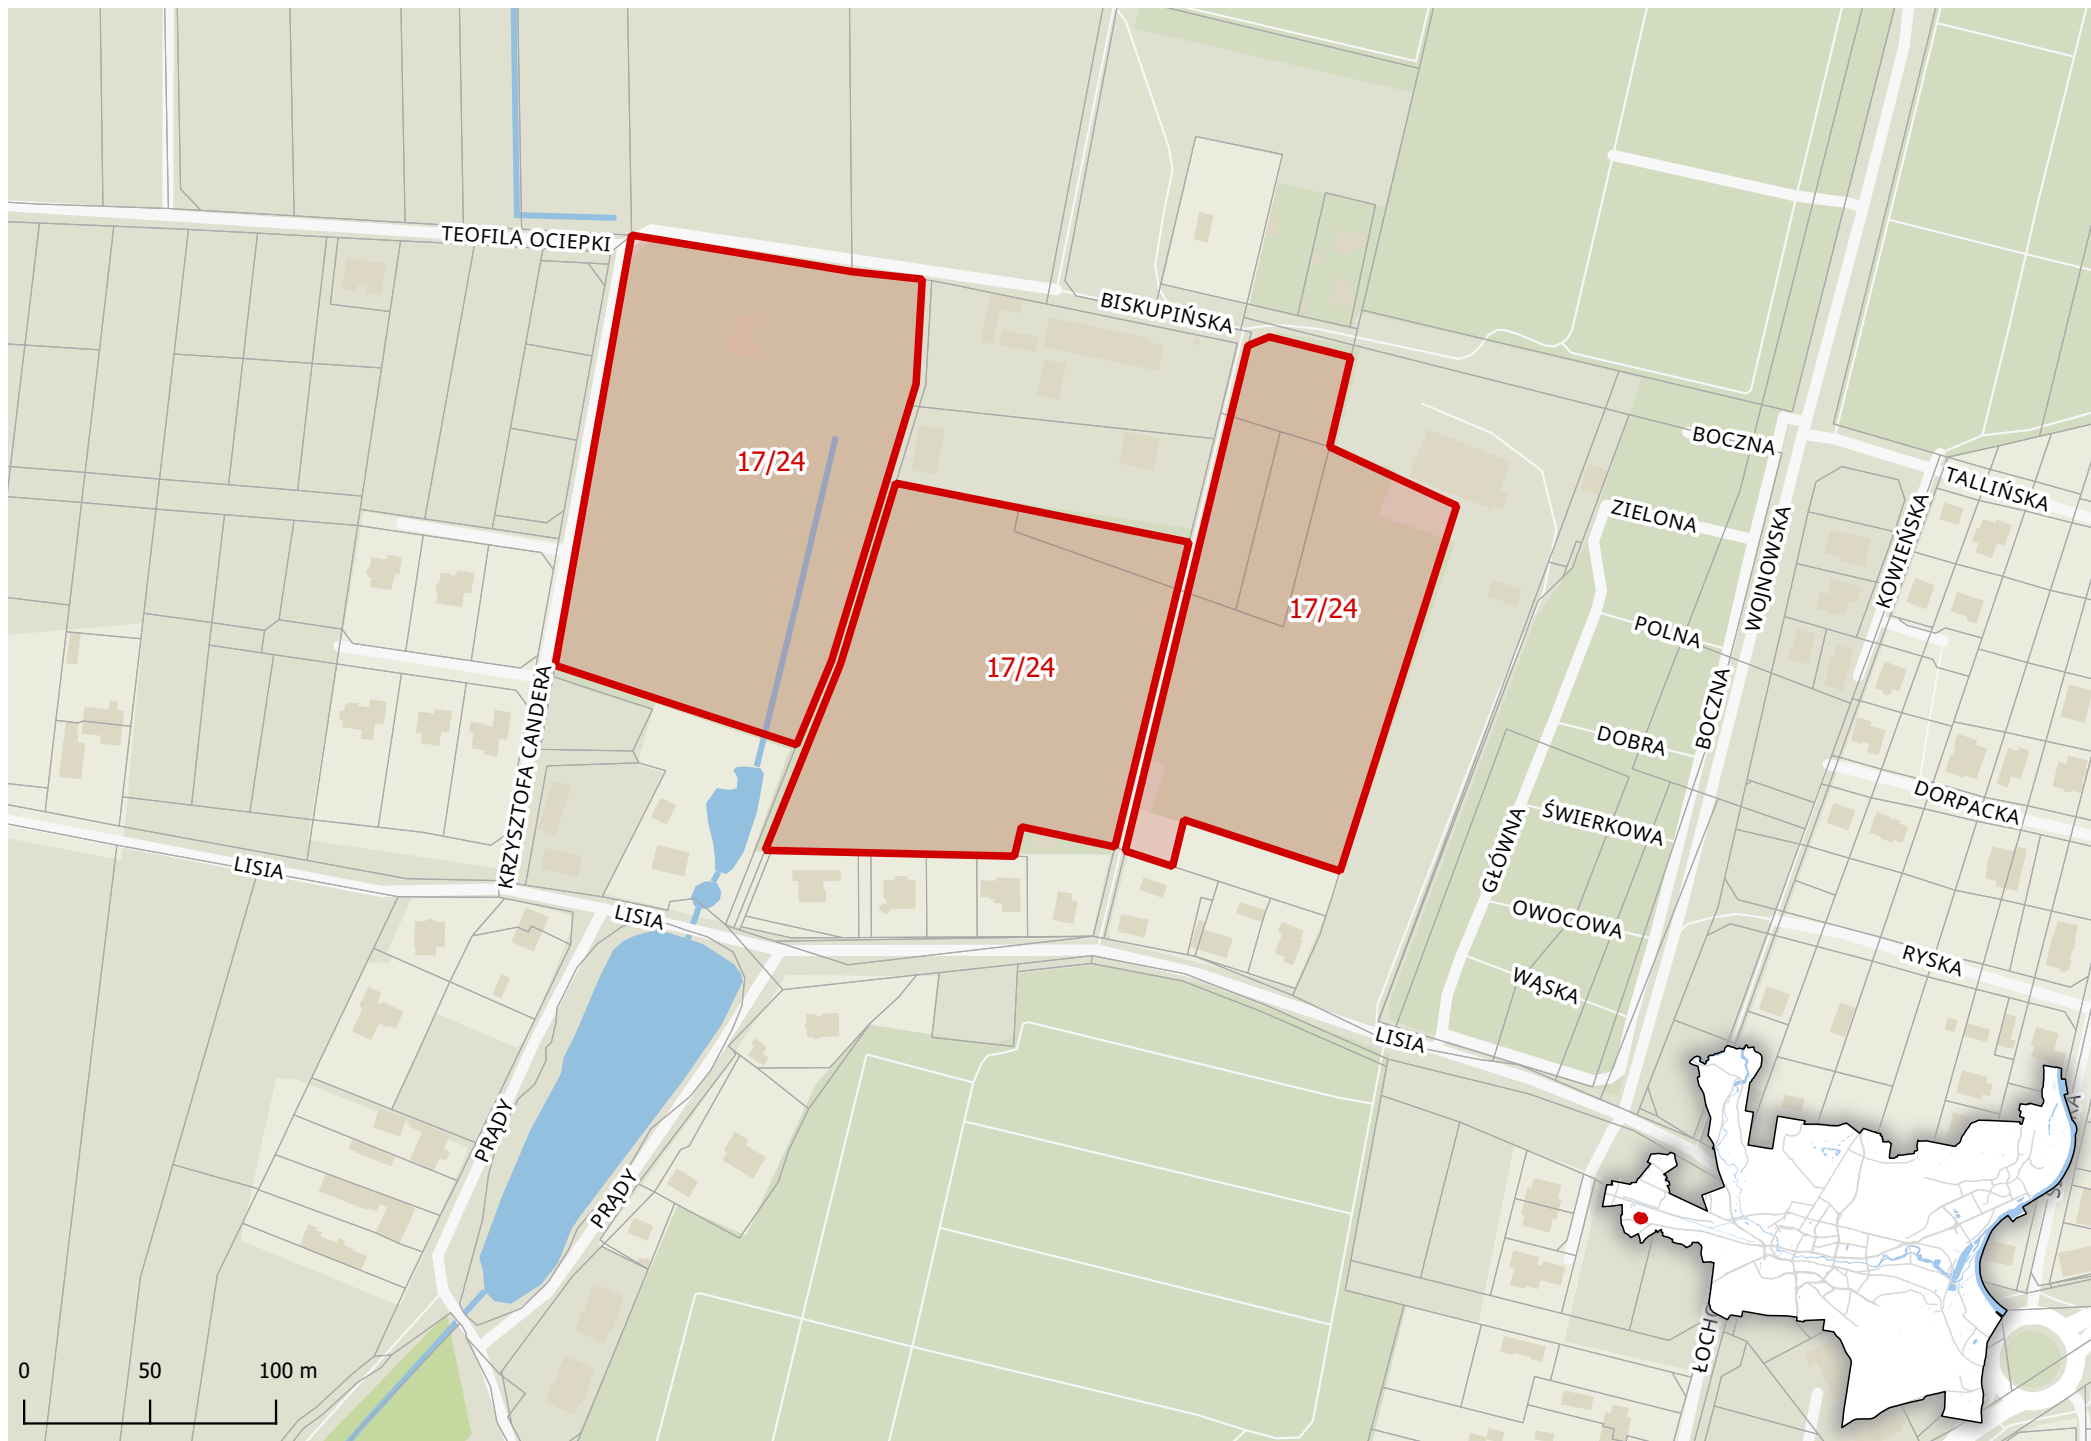 TEOFILA OCIEPKI
BISKUPIŃSKA
BOCZNA
TALLIŃSKA
17/24
ZIELONA
WOJNOWSKA
KOWIEŃSKA
17/24
POLNA
17/24
BOCZNA
DOBRA
KRZYSZTOFA CANDERA
DORPACKA
ŚWIERKOWA
GŁÓWNA
LISIA
LISIA
OWOCOWA
RYSKA
WĄSKA
LISIA
PRĄDY
PRĄDY
ŁOCH
0 50 100 m